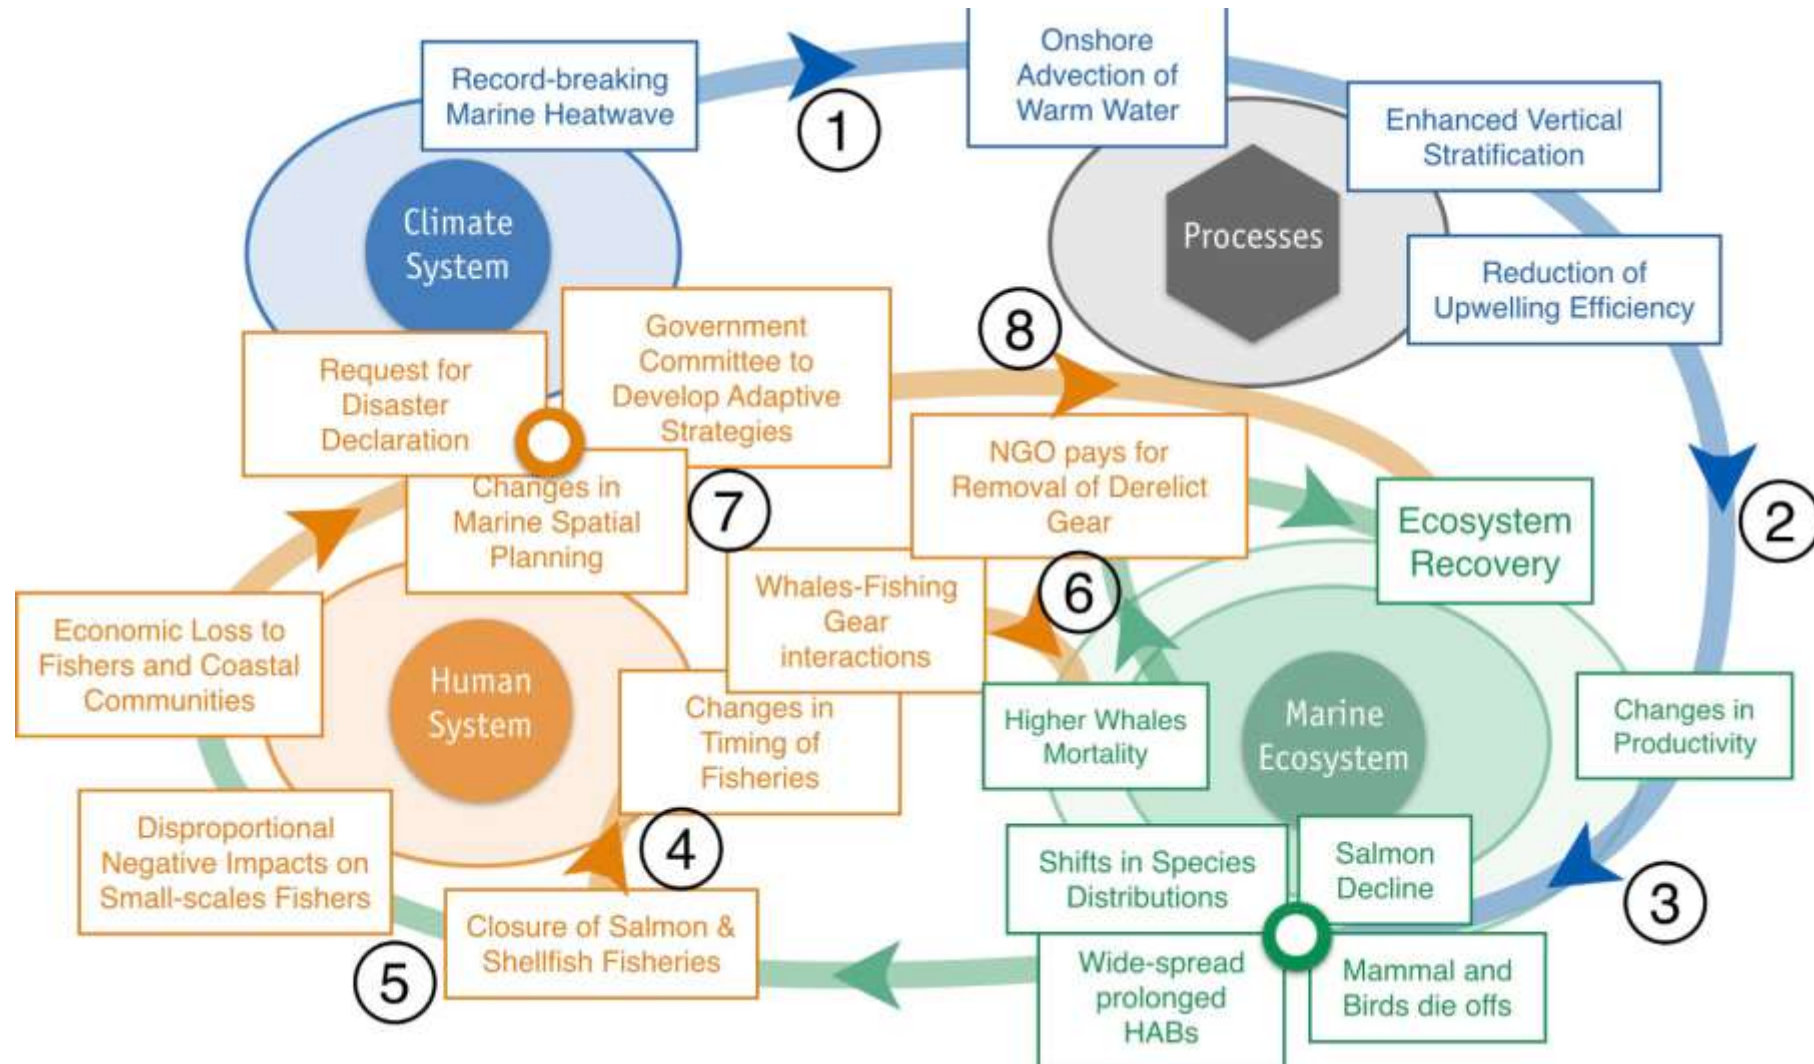 Record-breaking
Marine Heatwave
1
Onshore
Advection of
Warm Water
Enhanced Vertical
Stratification
Reduction of
Upwelling Efficiency
Climate
System
Processes
8
Request for
Disaster
Declaration
Government
Committee to
Develop Adaptive
Strategies
Changes in
Marine Spatial
Planning
7
NGO pays for
Removal of Derelict
Gear
Ecosystem
Recovery
2
Whales-Fishing
Gear
interactions
6
Economic Loss to
Fishers and Coastal
Communities
Human
System
Changes in
Timing of
Fisheries
Higher Whales
Mortality
Marine
Ecosystem
Changes in
Productivity
Disproportional
Negative Impacts on
Small-scales Fishers
4
Shifts in Species
Distributions
Salmon
Decline
3
5
Closure of Salmon &
Shellfish Fisheries
Wide-spread
prolonged
HABs
Mammal and
Birds die offs